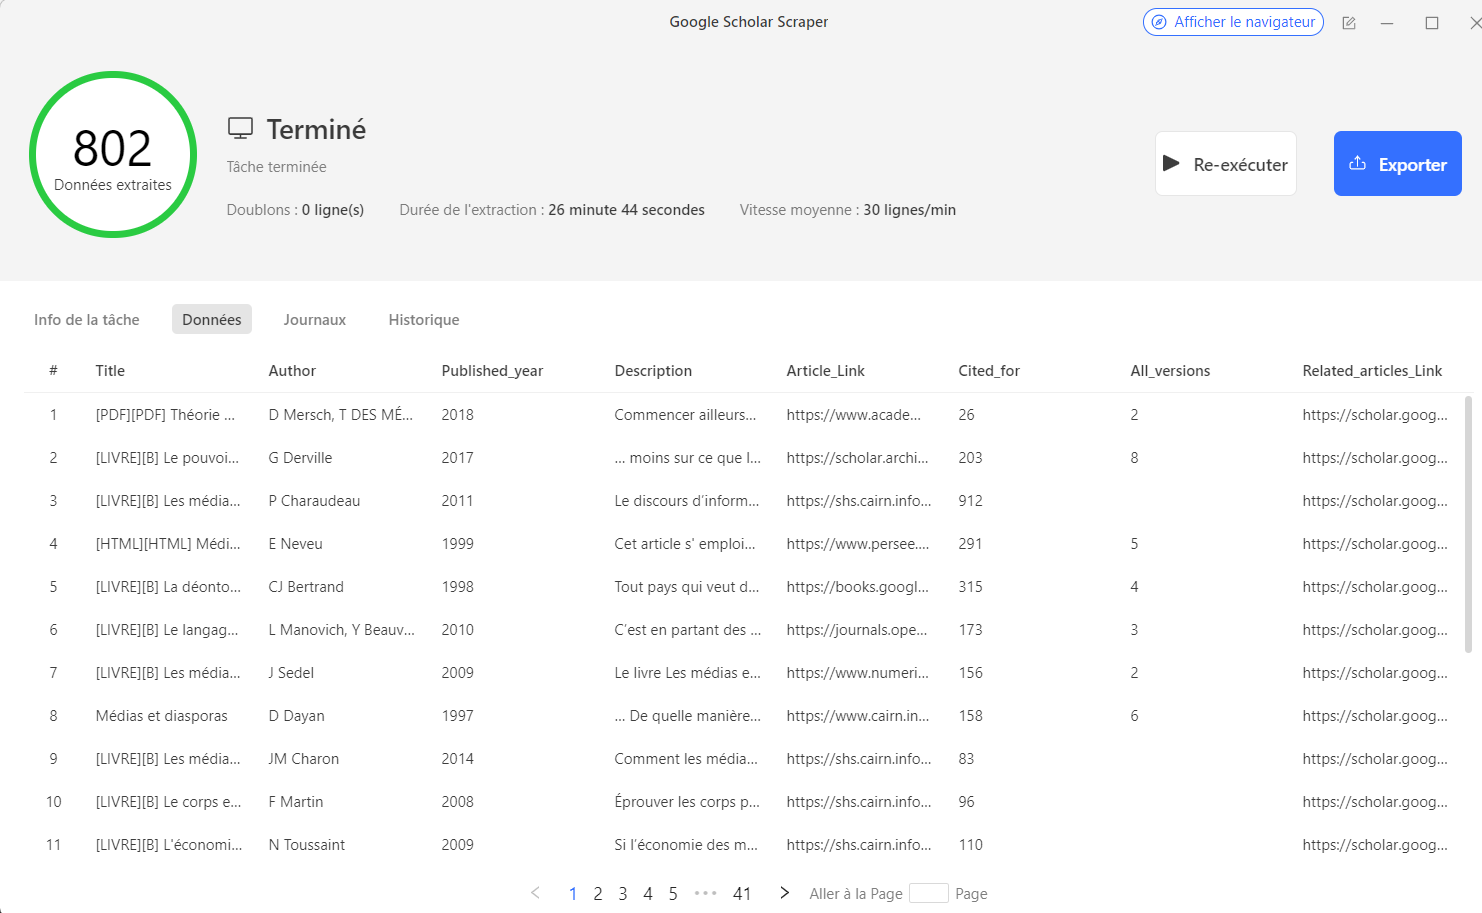 Google Scholar Scraper
Afficher le navigateur
802
Données extraites
Terminé
Tâche terminée
Doublons : 0 ligne(s) Durée de l'extraction : 26 minute 44 secondes Vitesse moyenne : 30 lignes/min
Re-exécuter
Exporter
Info de la tâche Données Journaux Historique
# Title Author Published_year Description Article_Link Cited_for All_versions Related_articles_Link
1 [PDF][PDF] Théorie ... D Mersch, T DES MÉ... 2018 Commencer ailleurs... https://www.acade... 26 2 https://scholar.goog...
2 [LIVRE][B] Le pouvoi... G Derville 2017 ... moins sur ce que l... https://scholar.archi... 203 8 https://scholar.goog...
3 [LIVRE][B] Les média... P Charaudeau 2011 Le discours d’inform... https://shs.cairn.info... 912 https://scholar.goog...
4 [HTML][HTML] Médi... E Neveu 1999 Cet article s' emploi... https://www.persee.... 291 5 https://scholar.goog...
5 [LIVRE][B] La déonto... CJ Bertrand 1998 Tout pays qui veut d... https://books.googl... 315 4 https://scholar.goog...
6 [LIVRE][B] Le langag... L Manovich, Y Beauv... 2010 C’est en partant des ... https://journals.ope... 173 3 https://scholar.goog...
7 [LIVRE][B] Les média... J Sedel 2009 Le livre Les médias e... https://www.numeri... 156 2 https://scholar.goog...
8 Médias et diasporas D Dayan 1997 ... De quelle manière... https://www.cairn.in... 158 6 https://scholar.goog...
9 [LIVRE][B] Les média... JM Charon 2014 Comment les média... https://shs.cairn.info... 83 https://scholar.goog...
10 [LIVRE][B] Le corps e... F Martin 2008 Éprouver les corps p... https://shs.cairn.info... 96 https://scholar.goog...
11 [LIVRE][B] L'économi... N Toussaint 2009 Si l’économie des m... https://shs.cairn.info... 110 https://scholar.goog...
1 2 3 4 5 ••• 41 Aller à la Page Page